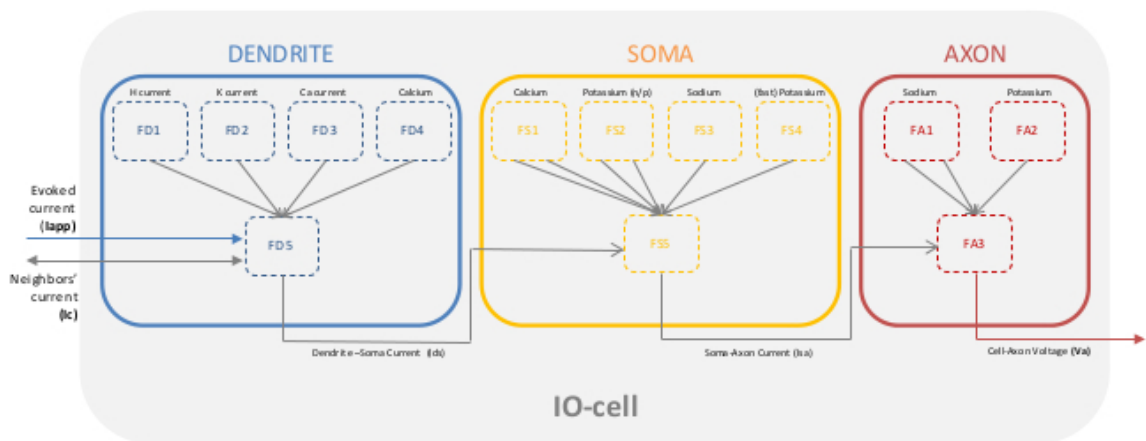 DENDRITE
SOMA
AXON
H current
K current
Ca current
Calcium
Calcium
Potassium (n/p)
Sodium
(fast) Potassium
Sodium
Potassium
FD1
FD2
FD3
FD4
FS1
FS2
FS3
FS4
FA1
FA2
Evoked
current
(Iapp)
FD5
FS5
FA3
Neighbors'
current
(Ic)
Dendrite–Soma Current (Ids)
Soma-Axon Current (Isa)
Cell-Axon Voltage (Va)
IO-cell